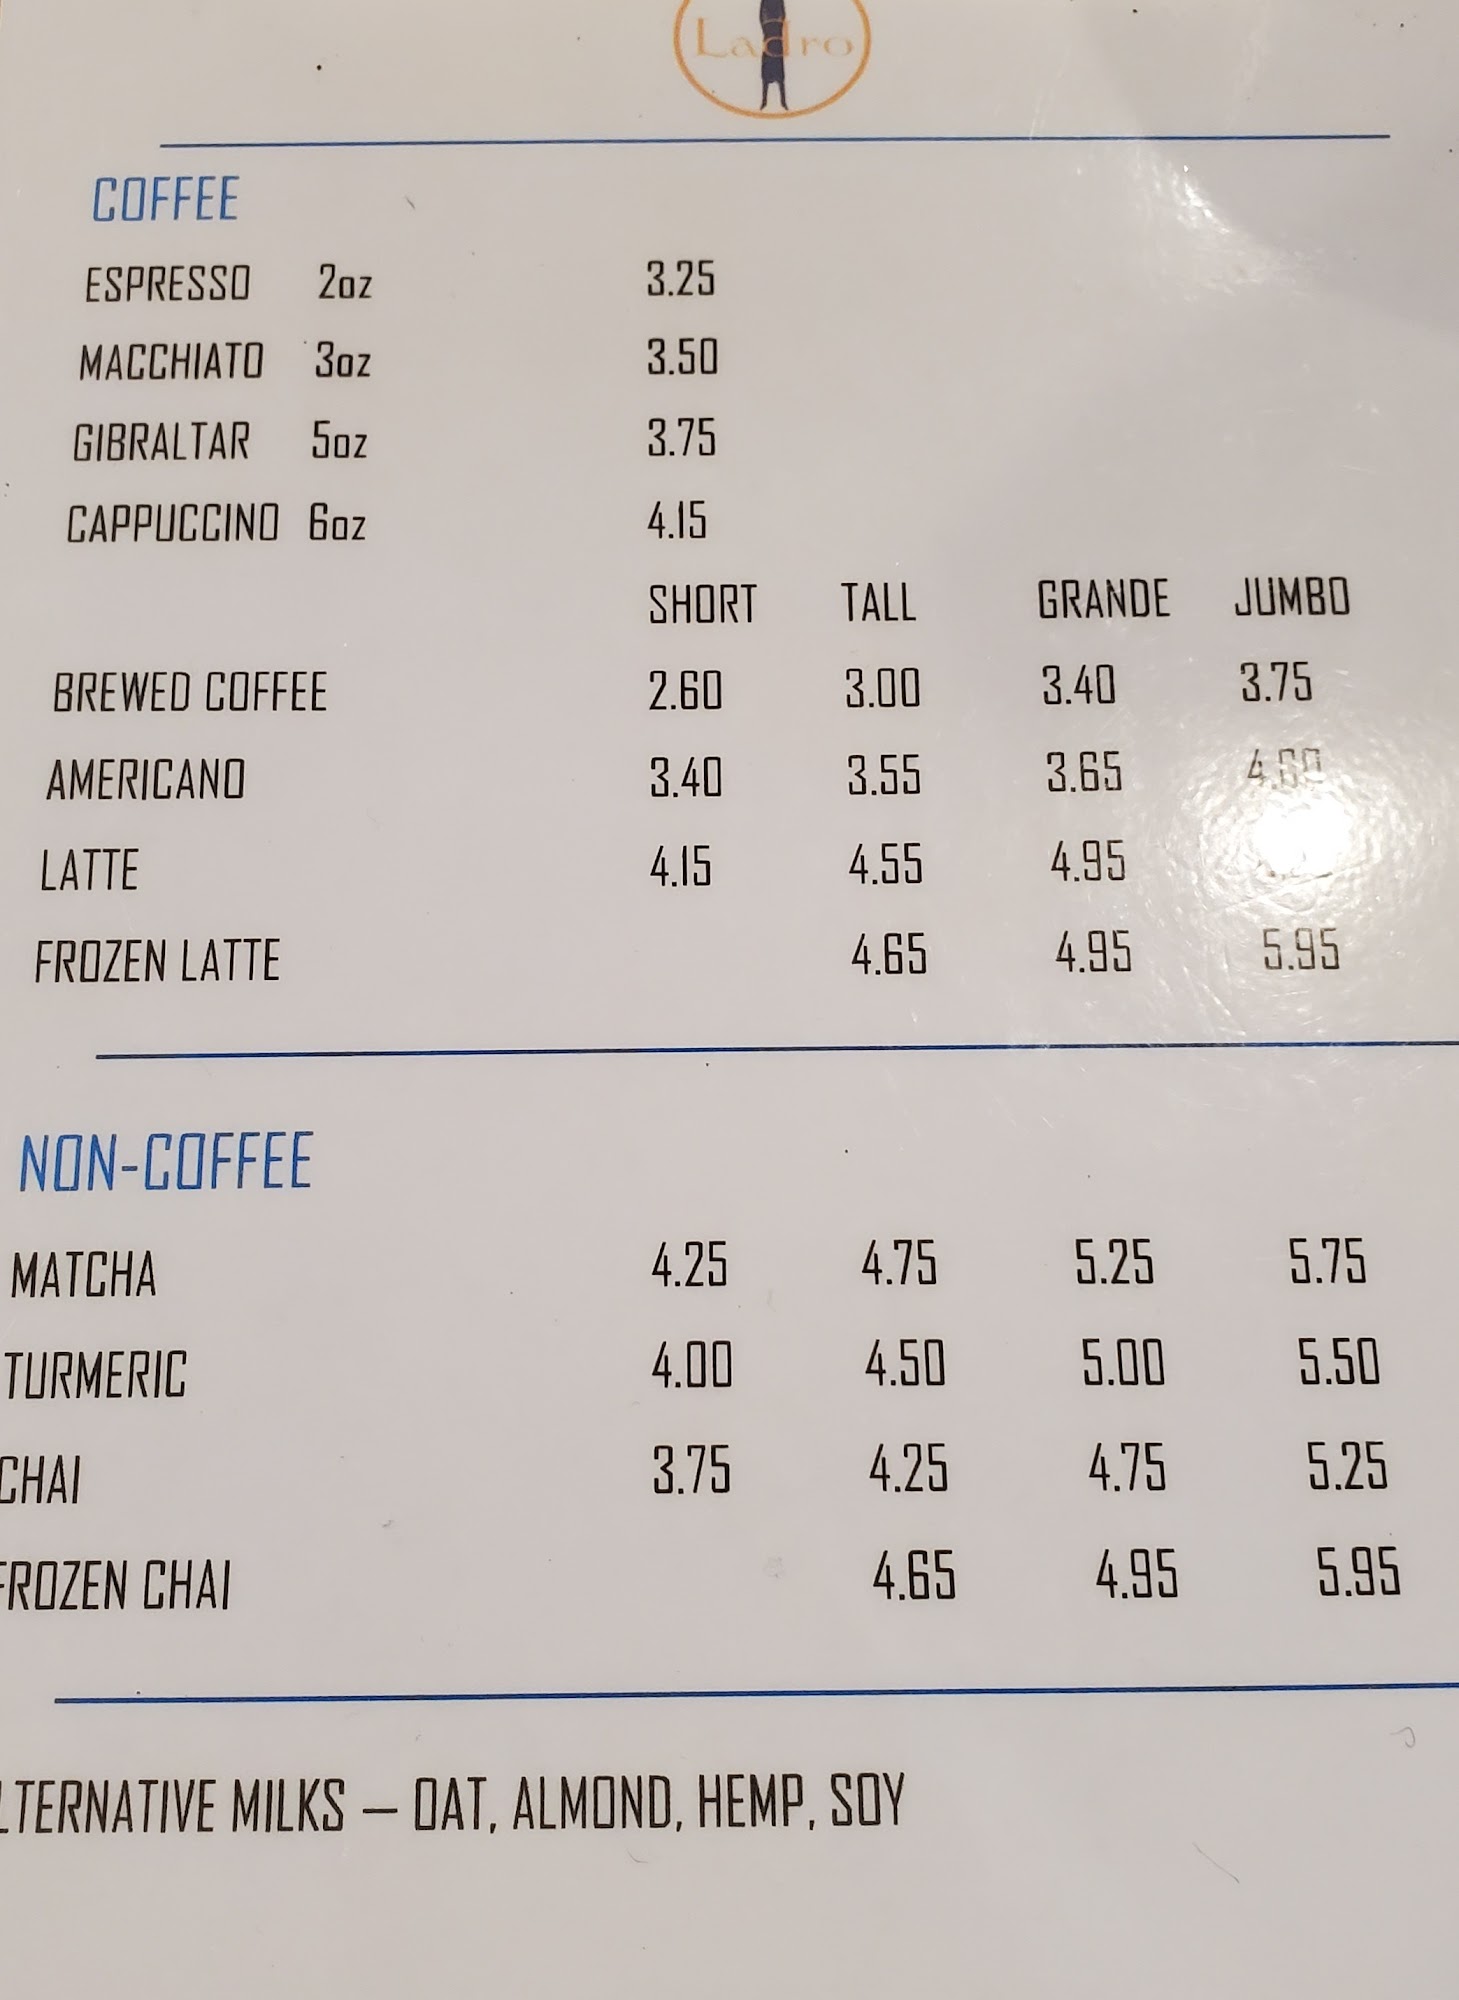 Ladro
COFFEE
ESPRESSO 2oz 3.25
MACCHIATO 3oz 3.50
GIBRALTAR 5oz 3.75
CAPPUCCINO 6oz 4.15
SHORT TALL GRANDE JUMBO
BREWED COFFEE 2.60 3.00 3.40 3.75
AMERICANO 3.40 3.55 3.65 4.60
LATTE 4.15 4.55 4.95
FROZEN LATTE 4.65 4.95 5.95
NON-COFFEE
MATCHA 4.25 4.75 5.25 5.75
TURMERIC 4.00 4.50 5.00 5.50
CHAI 3.75 4.25 4.75 5.25
FROZEN CHAI 4.65 4.95 5.95
LTERNATIVE MILKS – OAT, ALMOND, HEMP, SOY